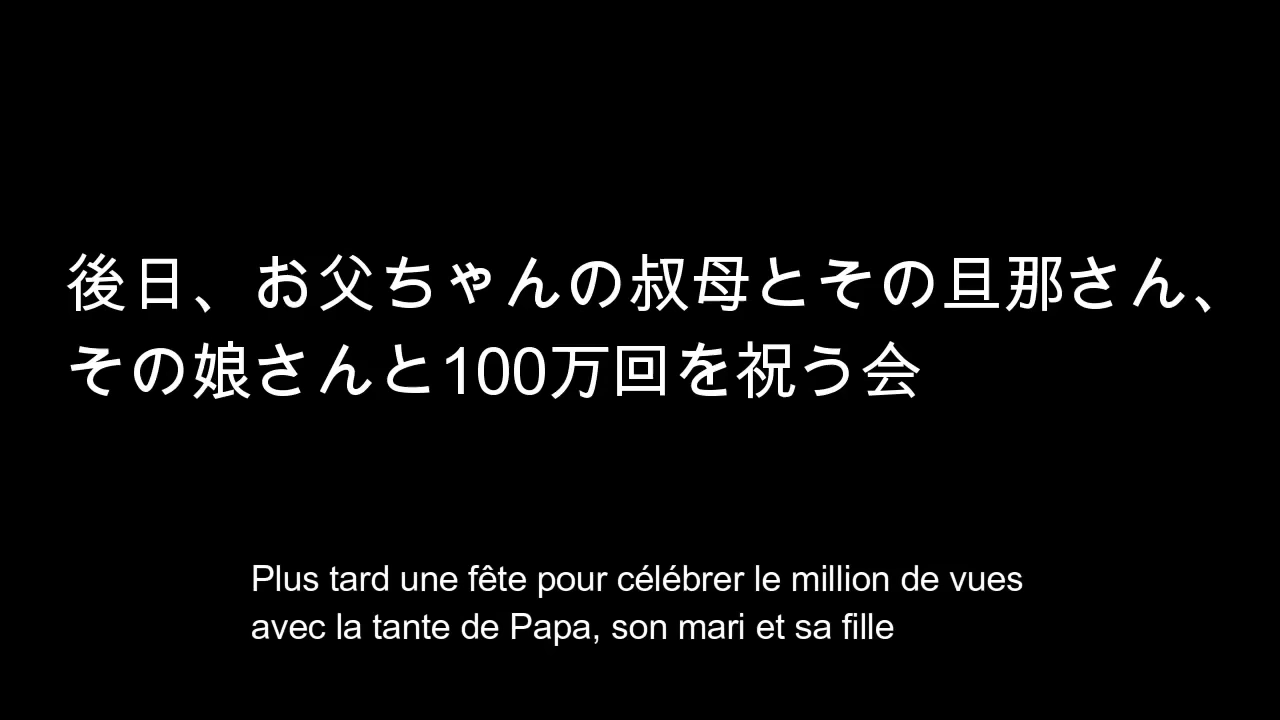 後日、お父ちゃんの叔母とその旦那さん、
その娘さんと100万回を祝う会
Plus tard une fête pour célébrer le million de vues
avec la tante de Papa, son mari et sa fille